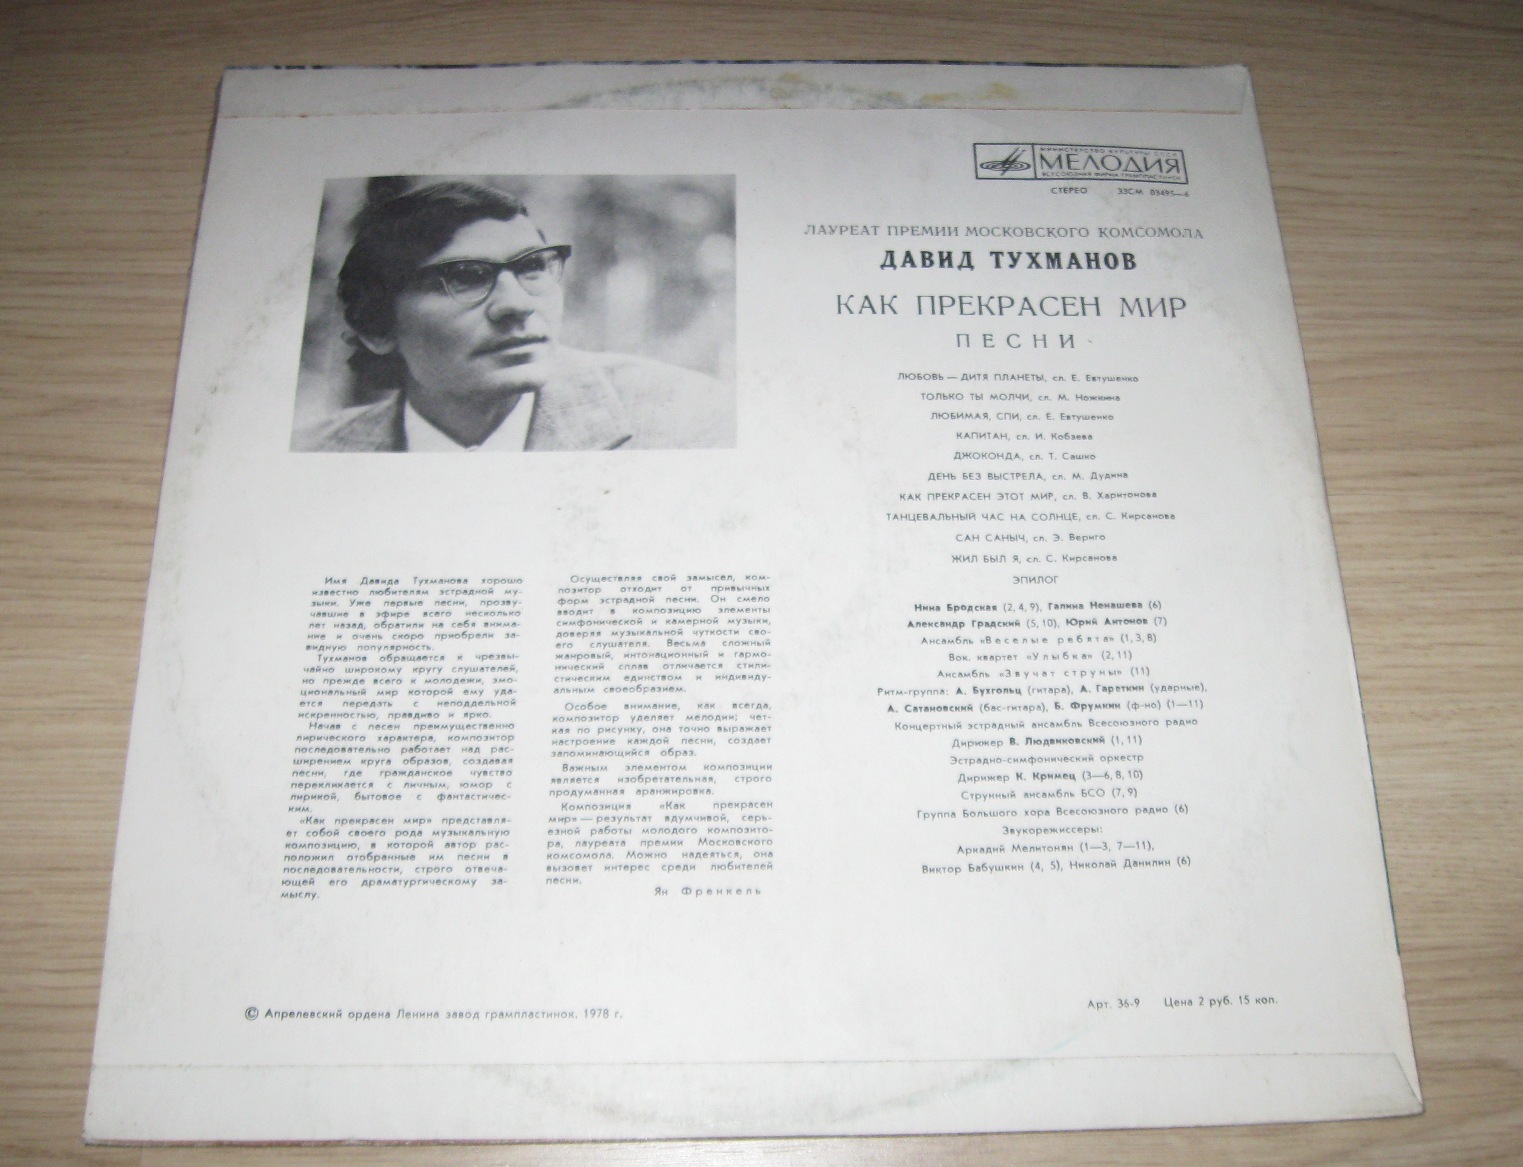 МИНИСТЕРСТВО КУЛЬТУРЫ СССР
МЕЛОДИЯ
ВСЕСОЮЗНАЯ ФИРМА ГРАМПЛАСТИНОК
СТЕРЕО 33СМ 03495—6
ЛАУРЕАТ ПРЕМИИ МОСКОВСКОГО КОМСОМОЛА
ДАВИД ТУХМАНОВ
КАК ПРЕКРАСЕН МИР
ПЕСНИ
ЛЮБОВЬ — ДИТЯ ПЛАНЕТЫ, сл. Е. Евтушенко
ТОЛЬКО ТЫ МОЛЧИ, сл. М. Ножкина
ЛЮБИМАЯ, СПИ, сл. Е. Евтушенко
КАПИТАН, сл. И. Кобзева
ДЖОКОНДА, сл. Т. Сашко
ДЕНЬ БЕЗ ВЫСТРЕЛА, сл. М. Дудина
КАК ПРЕКРАСЕН ЭТОТ МИР, сл. В. Харитонова
ТАНЦЕВАЛЬНЫЙ ЧАС НА СОЛНЦЕ, сл. С. Кирсанова
САН САНЫЧ, сл. Э. Вериго
ЖИЛ БЫЛ Я, сл. С. Кирсанова
ЭПИЛОГ
Нина Бродская (2, 4, 9), Галина Ненашева (6)
Александр Градский (5, 10), Юрий Антонов (7)
Ансамбль «Веселые ребята» (1, 3, 8)
Вок. квартет «Улыбка» (2, 11)
Ансамбль «Звучат струны» (11)
Ритм-группа: А. Бухгольц (гитара), А. Гареткин (ударные),
А. Сатановский (бас-гитара), Б. Фрумкин (ф-но) (1—11)
Концертный эстрадный ансамбль Всесоюзного радио
Дирижер В. Людвиковский (1, 11)
Эстрадно-симфонический оркестр
Дирижер К. Кримец (3—6, 8, 10)
Струнный ансамбль БСО (7, 9)
Группа Большого хора Всесоюзного радио (6)
Звукорежиссеры:
Аркадий Мелитонян (1—3, 7—11),
Виктор Бабушкин (4, 5), Николай Данилин (6)
Имя Давида Тухманова хорошо
известно любителям эстрадной му-
зыки. Уже первые песни, прозву-
чавшие в эфире всего несколько
лет назад, обратили на себя внима-
ние и очень скоро приобрели за-
видную популярность.
Тухманов обращается к чрезвы-
чайно широкому кругу слушателей,
но прежде всего к молодежи, эмо-
циональный мир которой ему уда-
ется передать с неподдельной
искренностью, правдиво и ярко.
Начав с песен преимущественно
лирического характера, композитор
последовательно работает над рас-
ширением круга образов, создавая
песни, где гражданское чувство
перекликается с личным, юмор с
лирикой, бытовое с фантастичес-
ким.
«Как прекрасен мир» представля-
ет собой своего рода музыкальную
композицию, в которой автор рас-
положил отобранные им песни в
последовательности, строго отвеча-
ющей его драматургическому за-
мыслу.
Осуществляя свой замысел, ком-
позитор отходит от привычных
форм эстрадной песни. Он смело
вводит в композицию элементы
симфонической и камерной музыки,
доверяя музыкальной чуткости сво-
его слушателя. Весьма сложный
жанровый, интонационный и гармо-
нический сплав отличается стили-
стическим единством и индивиду-
альным своеобразием.
Особое внимание, как всегда,
композитор уделяет мелодии; чет-
кая по рисунку, она точно выражает
настроение каждой песни, создает
запоминающийся образ.
Важным элементом композиции
является изобретательная, строго
продуманная аранжировка.
Композиция «Как прекрасен
мир» — результат вдумчивой, серь-
езной работы молодого композито-
ра, лауреата премии Московского
комсомола. Можно надеяться, она
вызовет интерес среди любителей
песни.
Ян Френкель
© Апрелевский ордена Ленина завод грампластинок, 1978 г.
Арт. 36-9 Цена 2 руб. 15 коп.